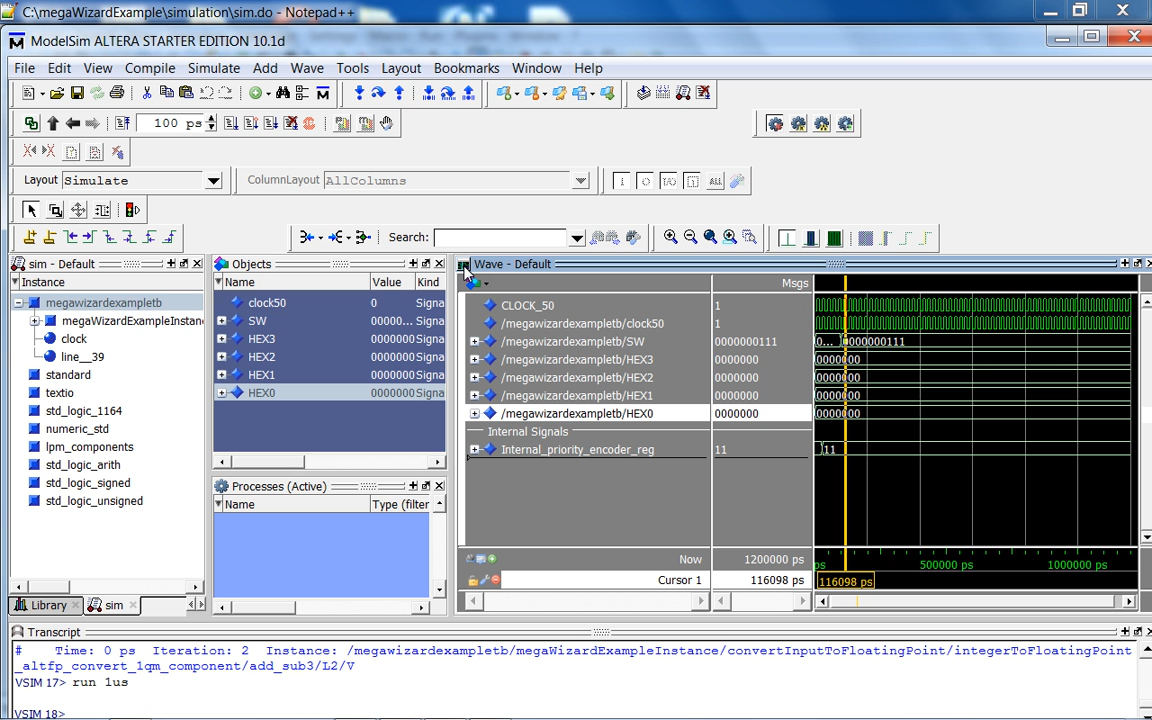 C:\megaWizardExample\simulation\sim.do - Notepad++
ModelSim ALTERA STARTER EDITION 10.1d
File Edit View Compile Simulate Add Wave Tools Layout Bookmarks Window Help
100 ps
Layout Simulate ColumnLayout AllColumns
Search:
sim - Default
Instance
megawizardexampletb
megaWizardExampleInstan
clock
line__39
standard
textio
std_logic_1164
numeric_std
lpm_components
std_logic_arith
std_logic_signed
std_logic_unsigned
Library sim
Objects
Name Value Kind
clock50 0 Signa
SW 00000... Signa
HEX3 0000000 Signa
HEX2 0000000 Signa
HEX1 0000000 Signa
HEX0 0000000 Signa
Processes (Active)
Name Type (filter
Wave - Default
Msgs
CLOCK_50 1
/megawizardexampletb/clock50 1
/megawizardexampletb/SW 0000000111 0... 0000000111
/megawizardexampletb/HEX3 0000000 0000000
/megawizardexampletb/HEX2 0000000 0000000
/megawizardexampletb/HEX1 0000000 0000000
/megawizardexampletb/HEX0 0000000 0000000
Internal Signals
Internal_priority_encoder_reg 11 11
Now 1200000 ps ps 500000 ps 1000000 ps
Cursor 1 116098 ps 116098 ps
Transcript
#    Time: 0 ps  Iteration: 2  Instance: /megawizardexampletb/megaWizardExampleInstance/convertInputToFloatingPoint/integerToFloatingPoint
_altfp_convert_1qm_component/add_sub3/L2/V
VSIM 17> run 1us
VSIM 18>